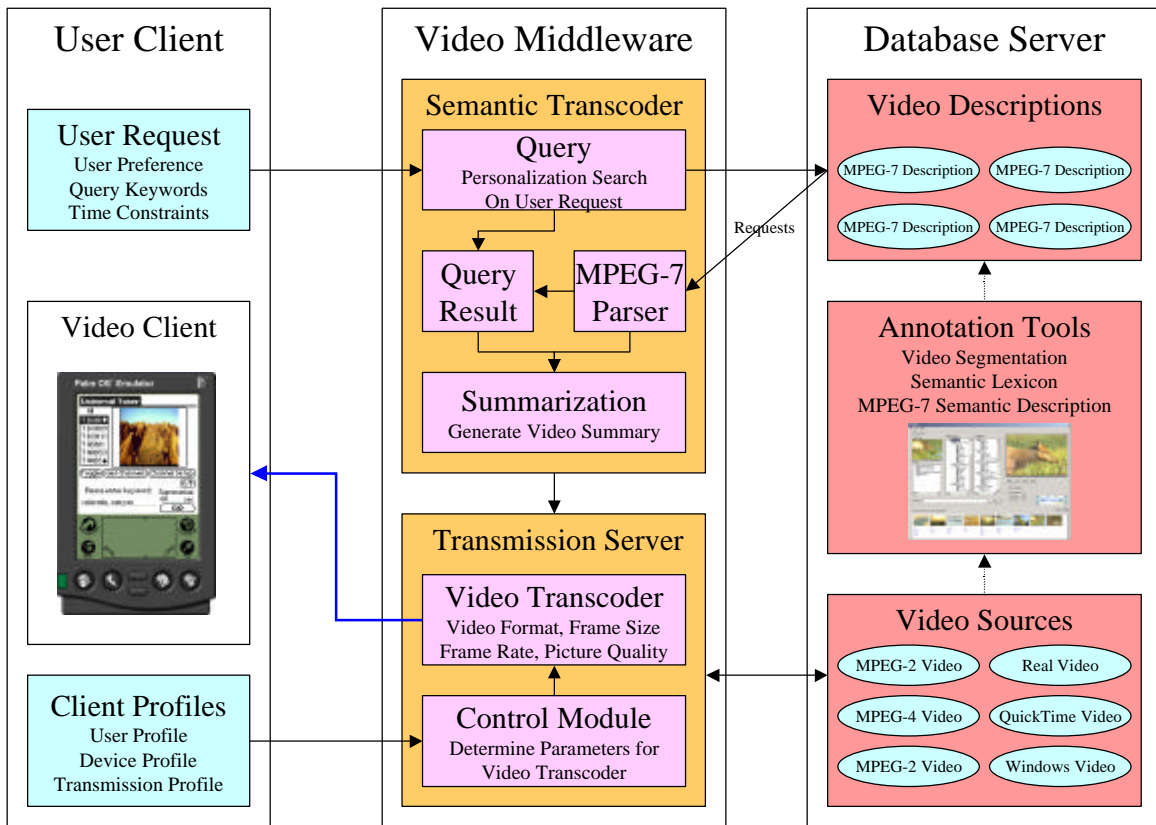 User Client
User Request
User Preference
Query Keywords
Time Constraints
Video Client
Palm OS Emulator
Client Profiles
User Profile
Device Profile
Transmission Profile
Video Middleware
Semantic Transcoder
Query
Personalization Search
On User Request
Query
Result
MPEG-7
Parser
Summarization
Generate Video Summary
Transmission Server
Video Transcoder
Video Format, Frame Size
Frame Rate, Picture Quality
Control Module
Determine Parameters for
Video Transcoder
Requests
Database Server
Video Descriptions
MPEG-7 Description
MPEG-7 Description
MPEG-7 Description
MPEG-7 Description
Annotation Tools
Video Segmentation
Semantic Lexicon
MPEG-7 Semantic Description
Video Sources
MPEG-2 Video
Real Video
MPEG-4 Video
QuickTime Video
MPEG-2 Video
Windows Video